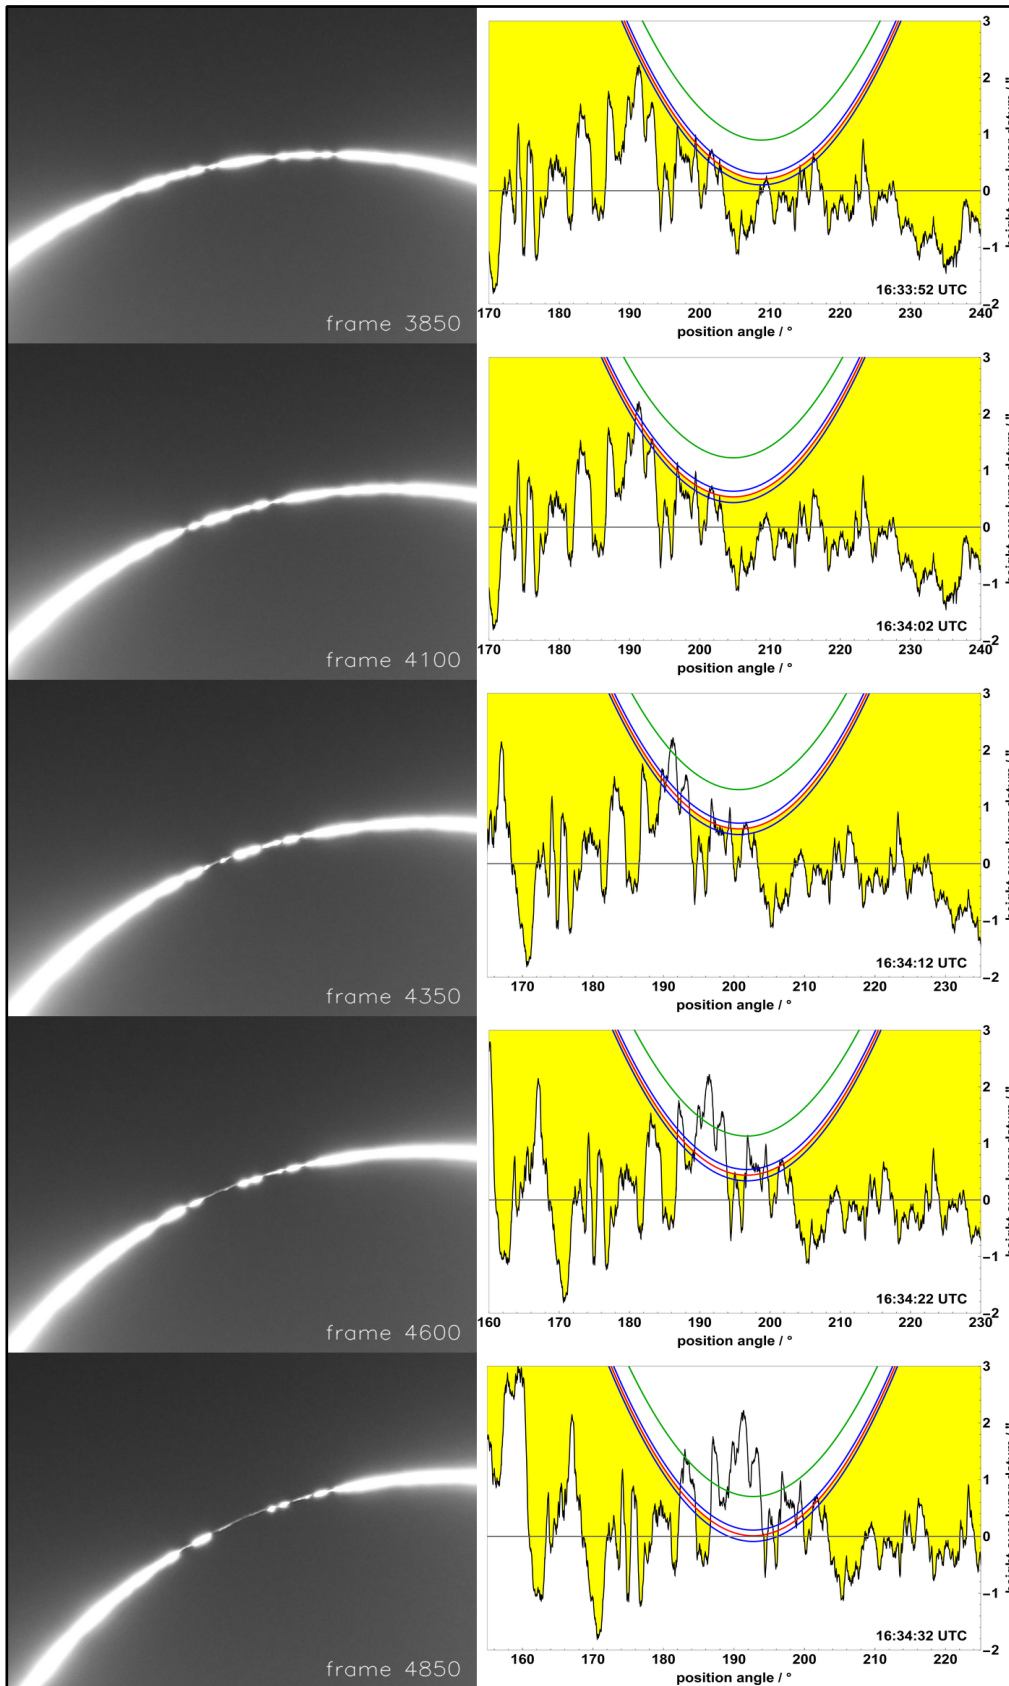 3
2
1
0
−1
16:33:52 UTC
−2
170 180 190 200 210 220 230 240
frame 3850
position angle / °
3
2
1
0
−1
16:34:02 UTC
−2
170 180 190 200 210 220 230 240
frame 4100
position angle / °
3
2
1
0
−1
16:34:12 UTC
−2
170 180 190 200 210 220 230
frame 4350
position angle / °
3
2
1
0
−1
16:34:22 UTC
−2
160 170 180 190 200 210 220 230
frame 4600
position angle / °
3
2
1
0
−1
16:34:32 UTC
−2
160 170 180 190 200 210 220
frame 4850
position angle / °